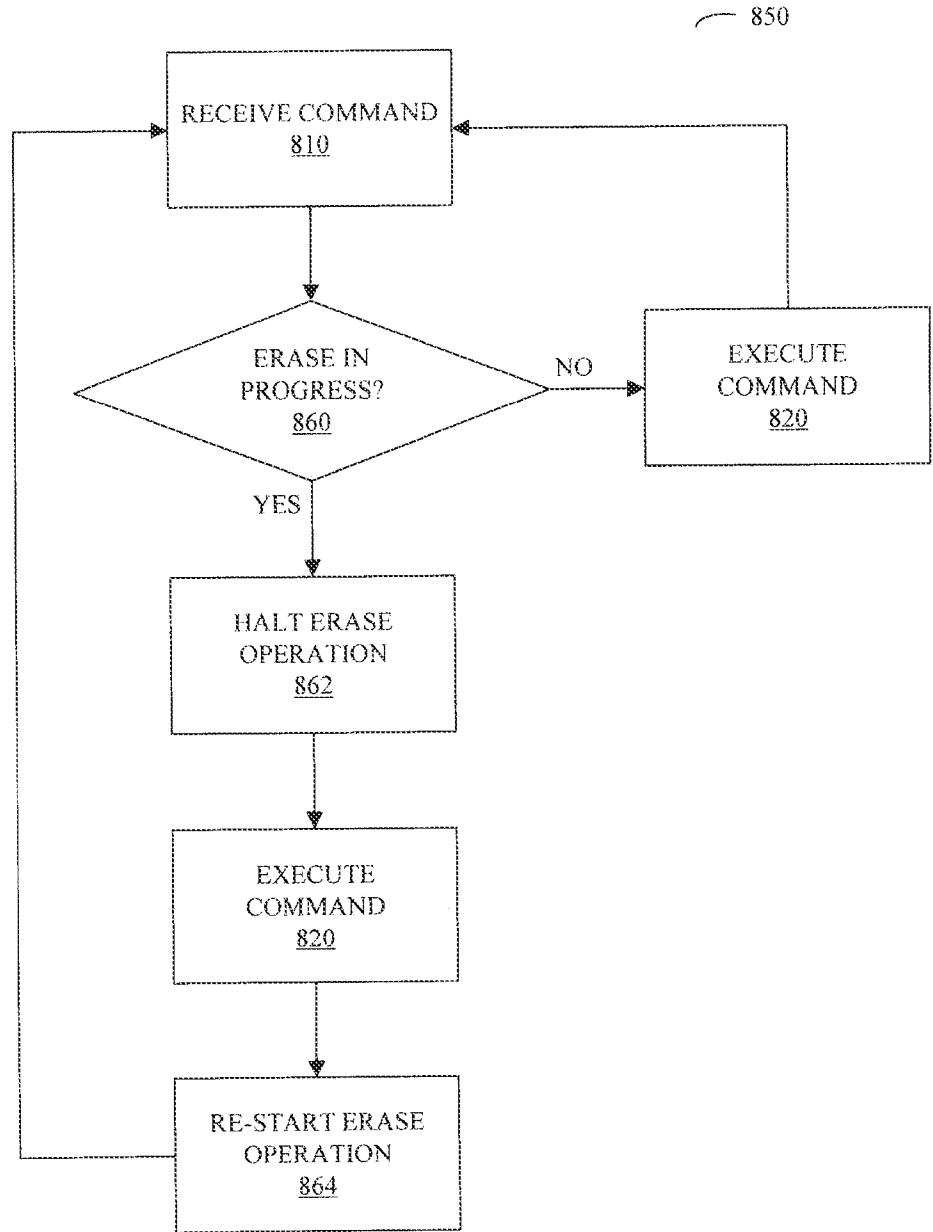 850
RECEIVE COMMAND
810
ERASE IN
PROGRESS?
860
NO
EXECUTE
COMMAND
820
YES
HALT ERASE
OPERATION
862
EXECUTE
COMMAND
820
RE-START ERASE
OPERATION
864